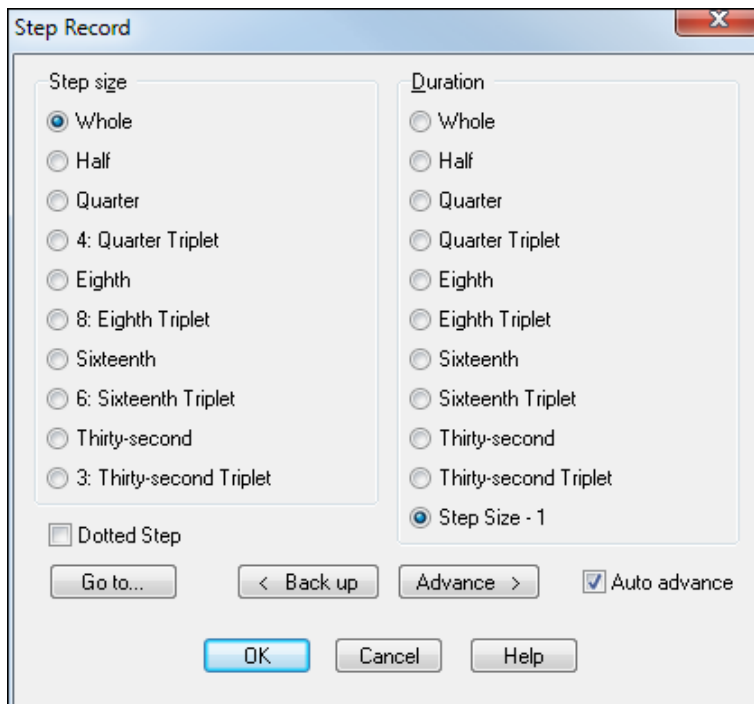 Step Record
Step size
Whole
Half
Quarter
4: Quarter Triplet
Eighth
8: Eighth Triplet
Sixteenth
6: Sixteenth Triplet
Thirty-second
3: Thirty-second Triplet
Dotted Step
Duration
Whole
Half
Quarter
Quarter Triplet
Eighth
Eighth Triplet
Sixteenth
Sixteenth Triplet
Thirty-second
Thirty-second Triplet
Step Size - 1
Go to... < Back up Advance > Auto advance
OK Cancel Help